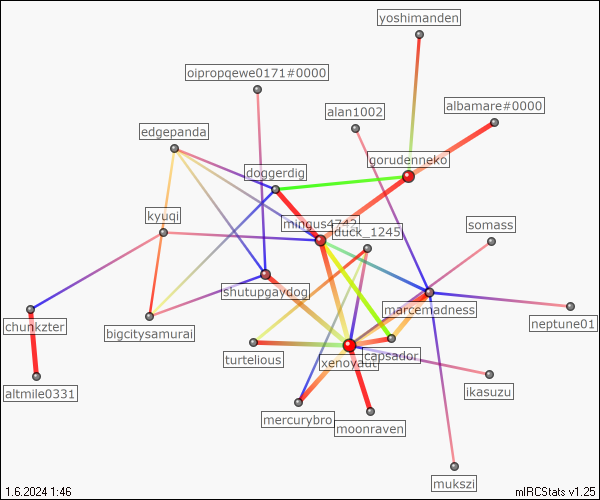 yoshimanden
oipropqewe0171#0000
alan1002
albamare#0000
edgepanda
gorudenneko
doggerdig
kyuqi
mingus4742
duck_1245
somass
shutupgaydog
marcemadness
chunkzter
bigcitysamurai
neptune01
turtelious
xenoyaut
capsador
altmile0331
ikasuzu
mercurybro
moonraven
mukszi
1.6.2024 1:46
mIRCStats v1.25